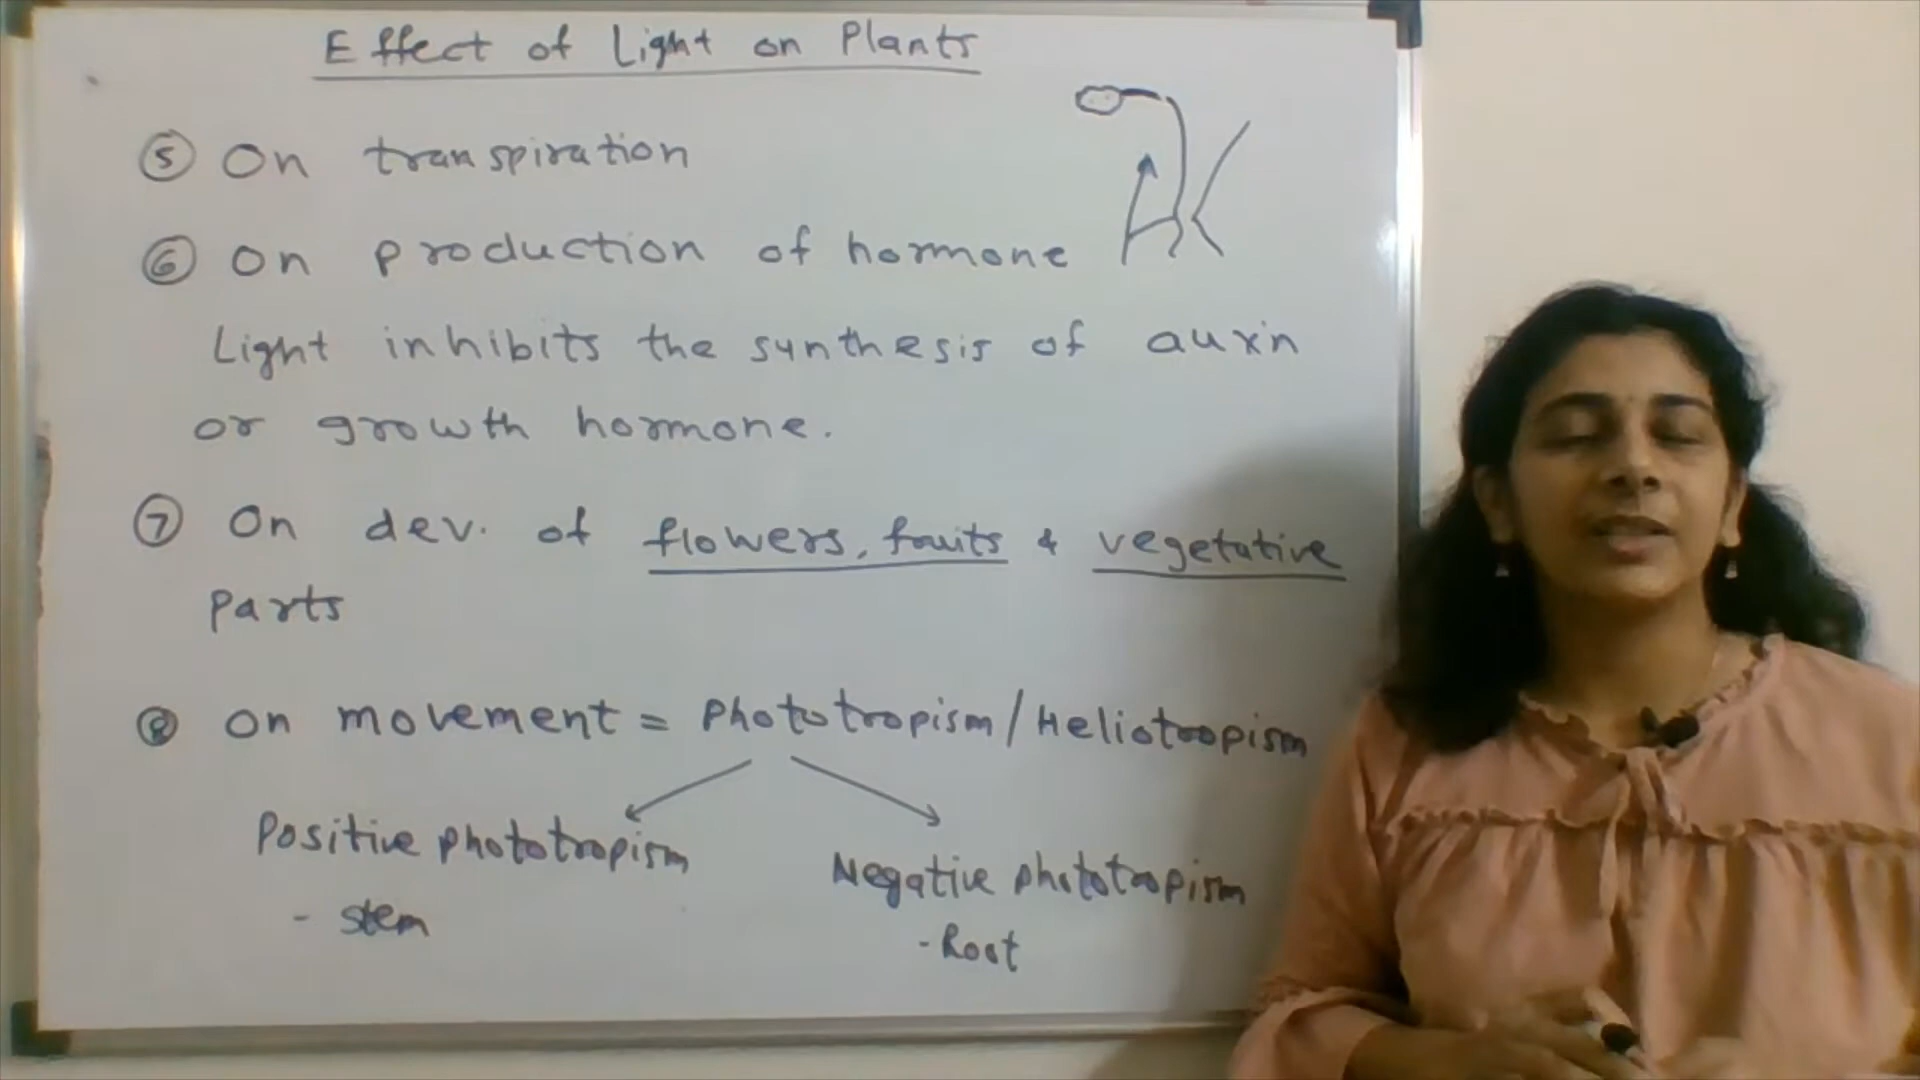 Effect of Light on Plants
⑤ On transpiration
⑥ On production of hormone
Light inhibits the synthesis of auxin
or growth hormone.
⑦ On dev. of flowers, fruits & vegetative
parts
⑧ On movement = Phototropism/Heliotropism
Positive phototropism
Negative phototropism
- stem
- Root